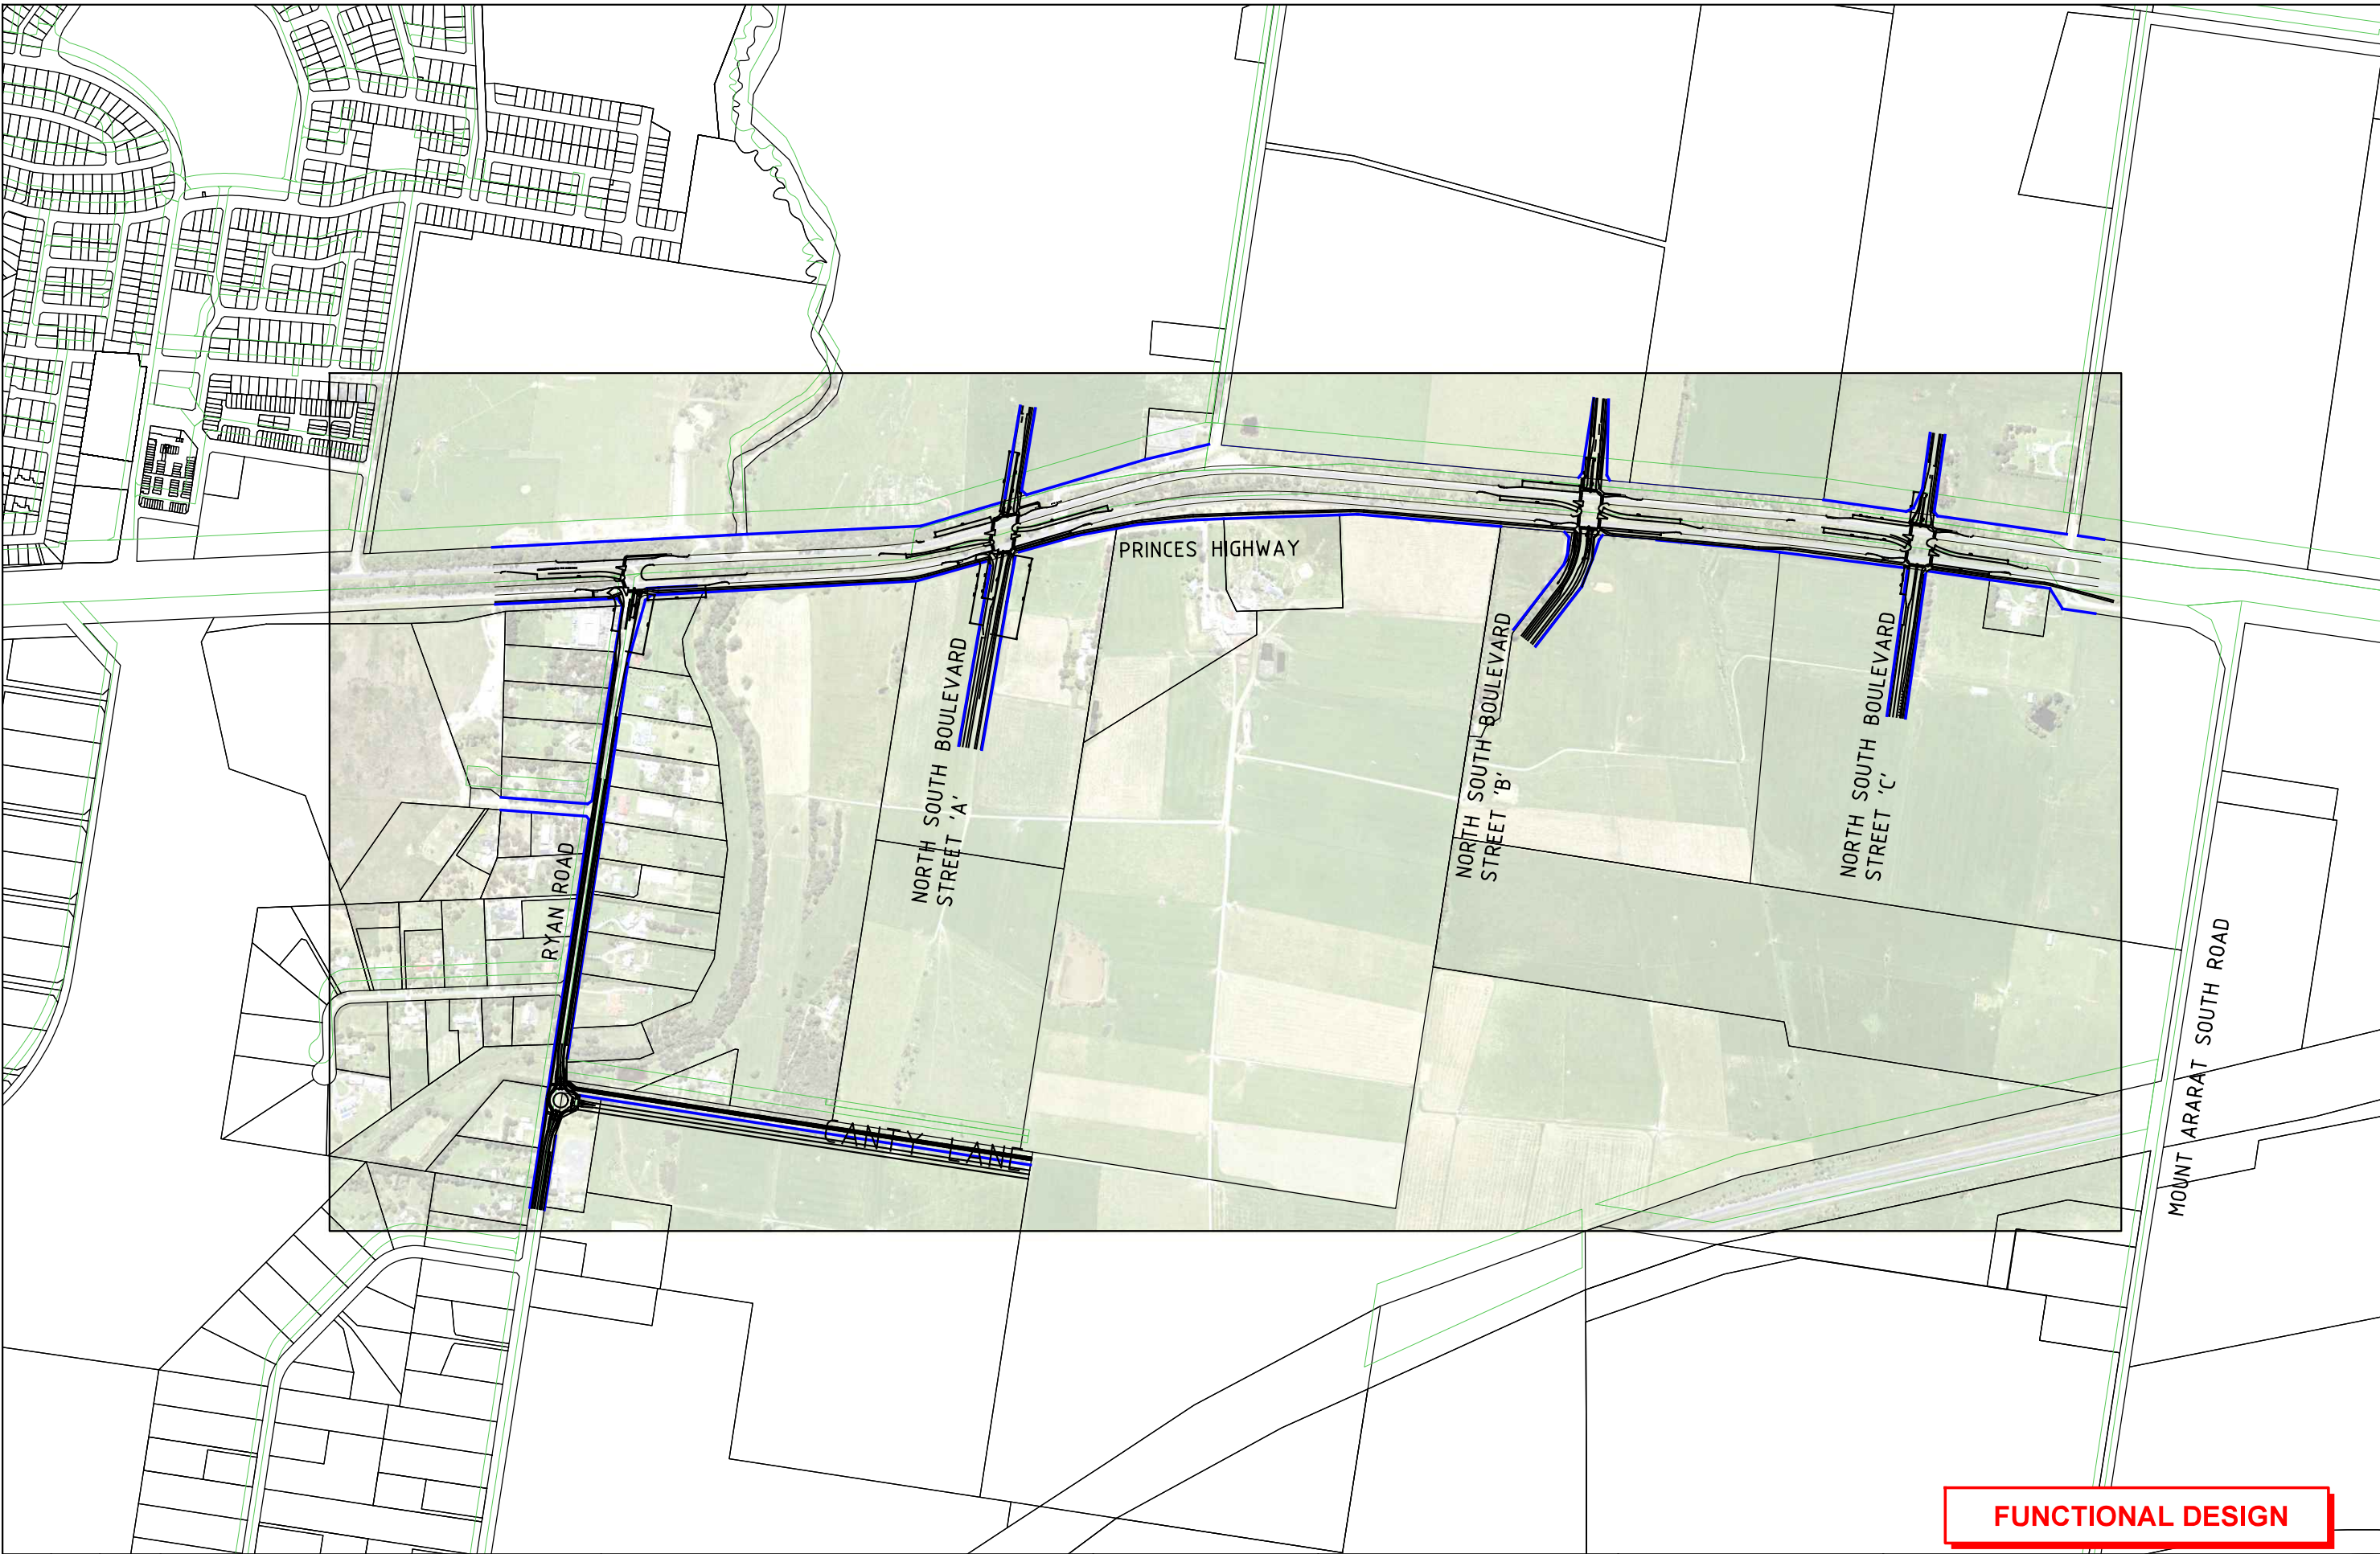 PRINCES HIGHWAY
NORTH SOUTH BOULEVARD
STREET 'A'
NORTH SOUTH BOULEVARD
STREET 'B'
NORTH SOUTH BOULEVARD
STREET 'C'
RYAN ROAD
MOUNT ARARAT SOUTH ROAD
CANTY LANE
FUNCTIONAL DESIGN